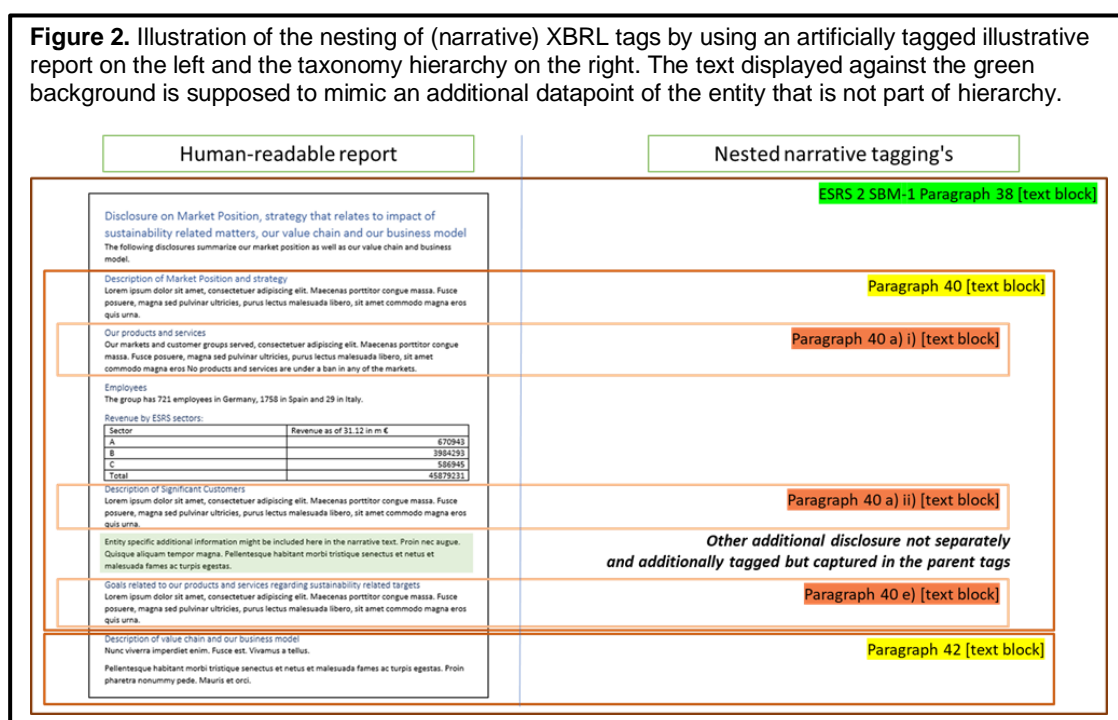 Figure 2. Illustration of the nesting of (narrative) XBRL tags by using an artificially tagged illustrative
report on the left and the taxonomy hierarchy on the right. The text displayed against the green
background is supposed to mimic an additional datapoint of the entity that is not part of hierarchy.
Human-readable report
Nested narrative tagging's
ESRS 2 SBM-1 Paragraph 38 [text block]
Disclosure on Market Position, strategy that relates to impact of
sustainability related matters, our value chain and our business model
The following disclosures summarize our market position as well as our value chain and business
model.
Description of Market Position and strategy
Lorem ipsum dolor sit amet, consectetuer adipiscing elit. Maecenas porttitor congue massa. Fusce
posuere, magna sed pulvinar ultricies, purus lectus malesuada libero, sit amet commodo magna eros
quis urna.
Paragraph 40 [text block]
Our products and services
Our markets and customer groups served, consectetuer adipiscing elit. Maecenas porttitor congue
massa. Fusce posuere, magna sed pulvinar ultricies, purus lectus malesuada libero, sit amet
commodo magna eros No products and services are under a ban in any of the markets.
Paragraph 40 a) i) [text block]
Employees
The group has 721 employees in Germany, 1758 in Spain and 29 in Italy.
Revenue by ESRS sectors:
Sector Revenue as of 31.12 in m €
A 670943
B 3984293
C 586945
Total 45879231
Description of Significant Customers
Lorem ipsum dolor sit amet, consectetuer adipiscing elit. Maecenas porttitor congue massa. Fusce
posuere, magna sed pulvinar ultricies, purus lectus malesuada libero, sit amet commodo magna eros
quis urna.
Paragraph 40 a) ii) [text block]
Entity specific additional information might be included here in the narrative text. Proin nec augue.
Quisque aliquam tempor magna. Pellentesque habitant morbi tristique senectus et netus et
malesuada fames ac turpis egestas.
Other additional disclosure not separately
and additionally tagged but captured in the parent tags
Goals related to our products and services regarding sustainability related targets
Lorem ipsum dolor sit amet, consectetuer adipiscing elit. Maecenas porttitor congue massa. Fusce
posuere, magna sed pulvinar ultricies, purus lectus malesuada libero, sit amet commodo magna eros
quis urna.
Paragraph 40 e) [text block]
Description of value chain and our business model
Nunc viverra imperdiet enim. Fusce est. Vivamus a tellus.
Pellentesque habitant morbi tristique senectus et netus et malesuada fames ac turpis egestas. Proin
pharetra nonummy pede. Mauris et orci.
Paragraph 42 [text block]